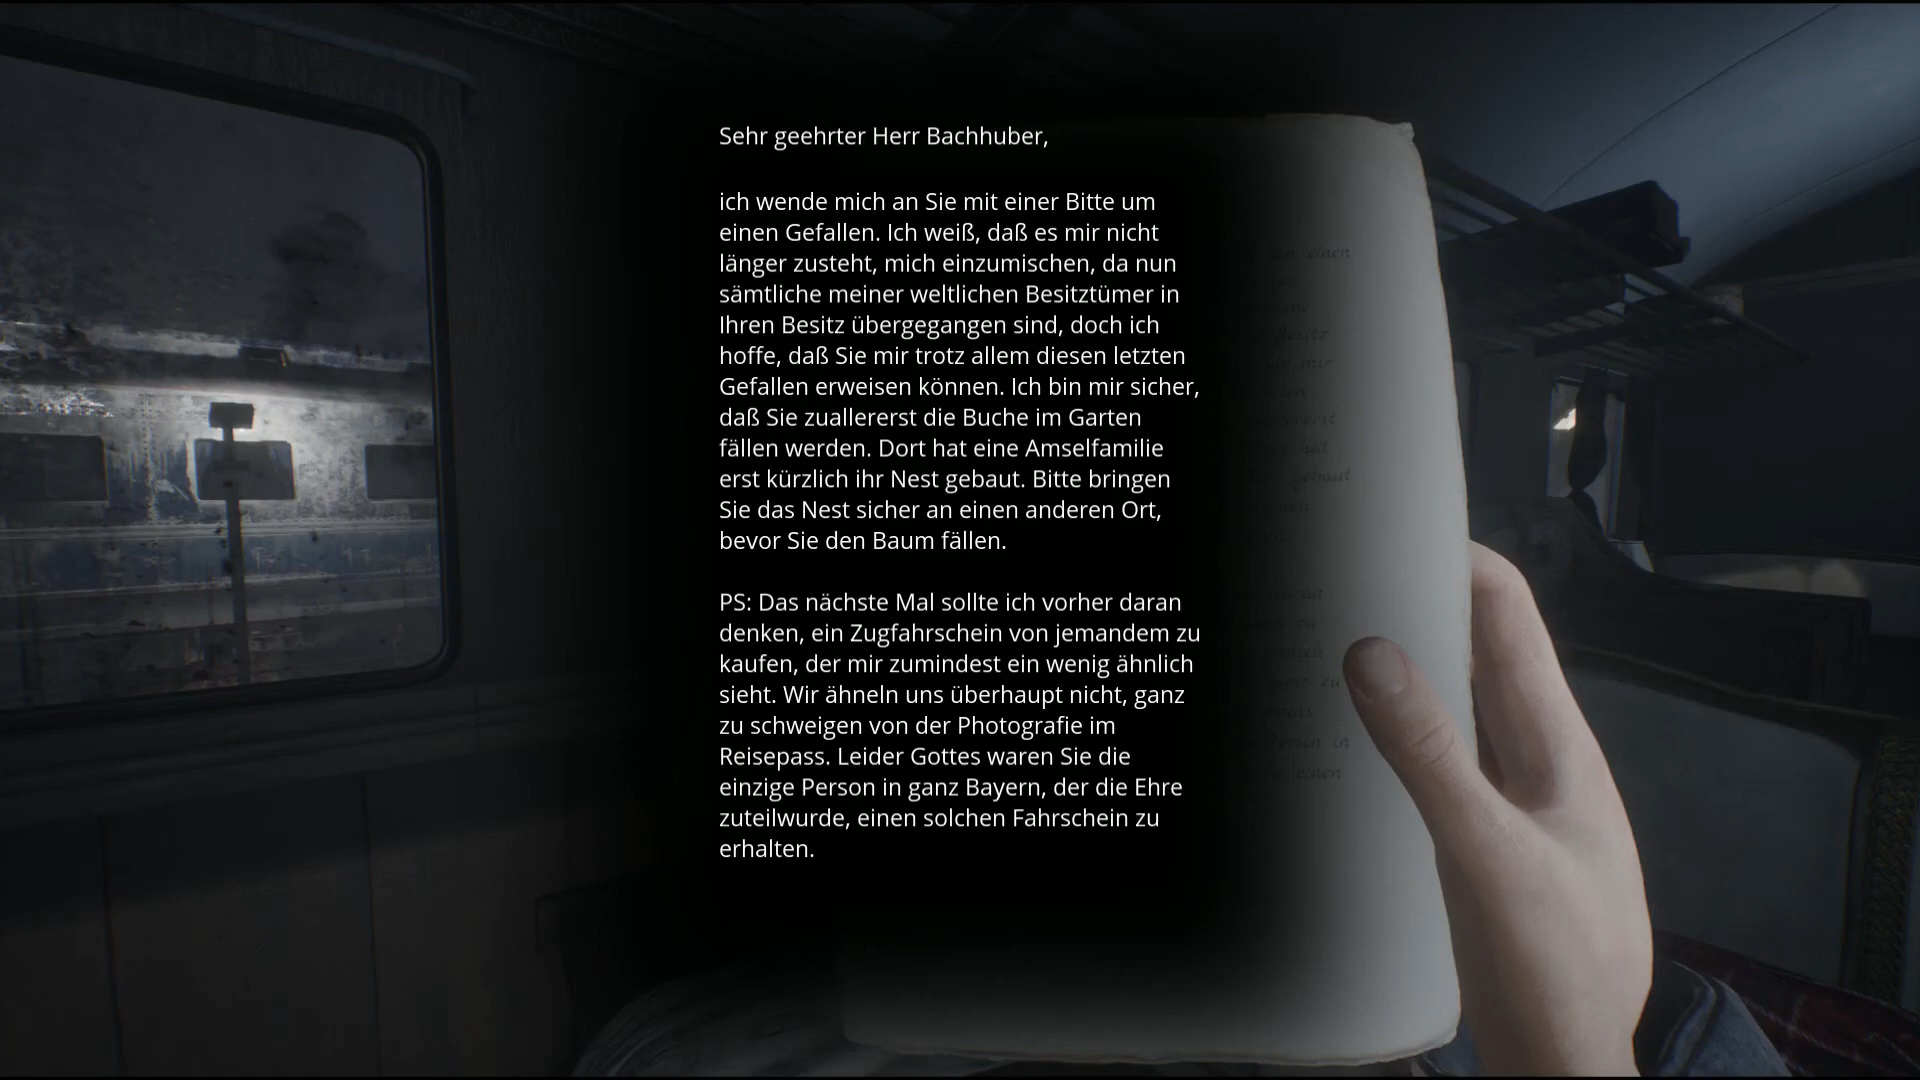 Sehr geehrter Herr Bachhuber,
ich wende mich an Sie mit einer Bitte um
einen Gefallen. Ich weiß, daß es mir nicht
länger zusteht, mich einzumischen, da nun
sämtliche meiner weltlichen Besitztümer in
Ihren Besitz übergegangen sind, doch ich
hoffe, daß Sie mir trotz allem diesen letzten
Gefallen erweisen können. Ich bin mir sicher,
daß Sie zuallererst die Buche im Garten
fällen werden. Dort hat eine Amselfamilie
erst kürzlich ihr Nest gebaut. Bitte bringen
Sie das Nest sicher an einen anderen Ort,
bevor Sie den Baum fällen.
PS: Das nächste Mal sollte ich vorher daran
denken, ein Zugfahrschein von jemandem zu
kaufen, der mir zumindest ein wenig ähnlich
sieht. Wir ähneln uns überhaupt nicht, ganz
zu schweigen von der Photografie im
Reisepass. Leider Gottes waren Sie die
einzige Person in ganz Bayern, der die Ehre
zuteilwurde, einen solchen Fahrschein zu
erhalten.